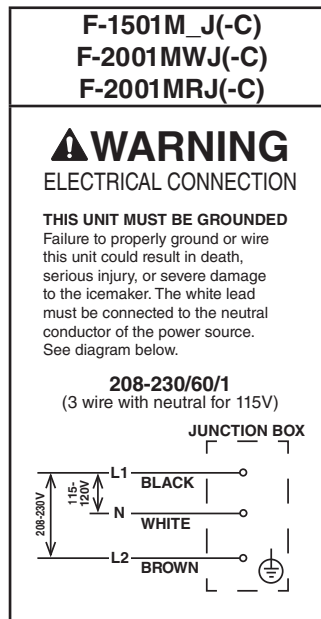 F-1501M_J(-C)
F-2001MWJ(-C)
F-2001MRJ(-C)
WARNING
ELECTRICAL CONNECTION
THIS UNIT MUST BE GROUNDED
Failure to properly ground or wire
this unit could result in death,
serious injury, or severe damage
to the icemaker. The white lead
must be connected to the neutral
conductor of the power source.
See diagram below.
208-230/60/1
(3 wire with neutral for 115V)
JUNCTION BOX
L1
BLACK
115-
120V
208-230V
N
WHITE
L2
BROWN